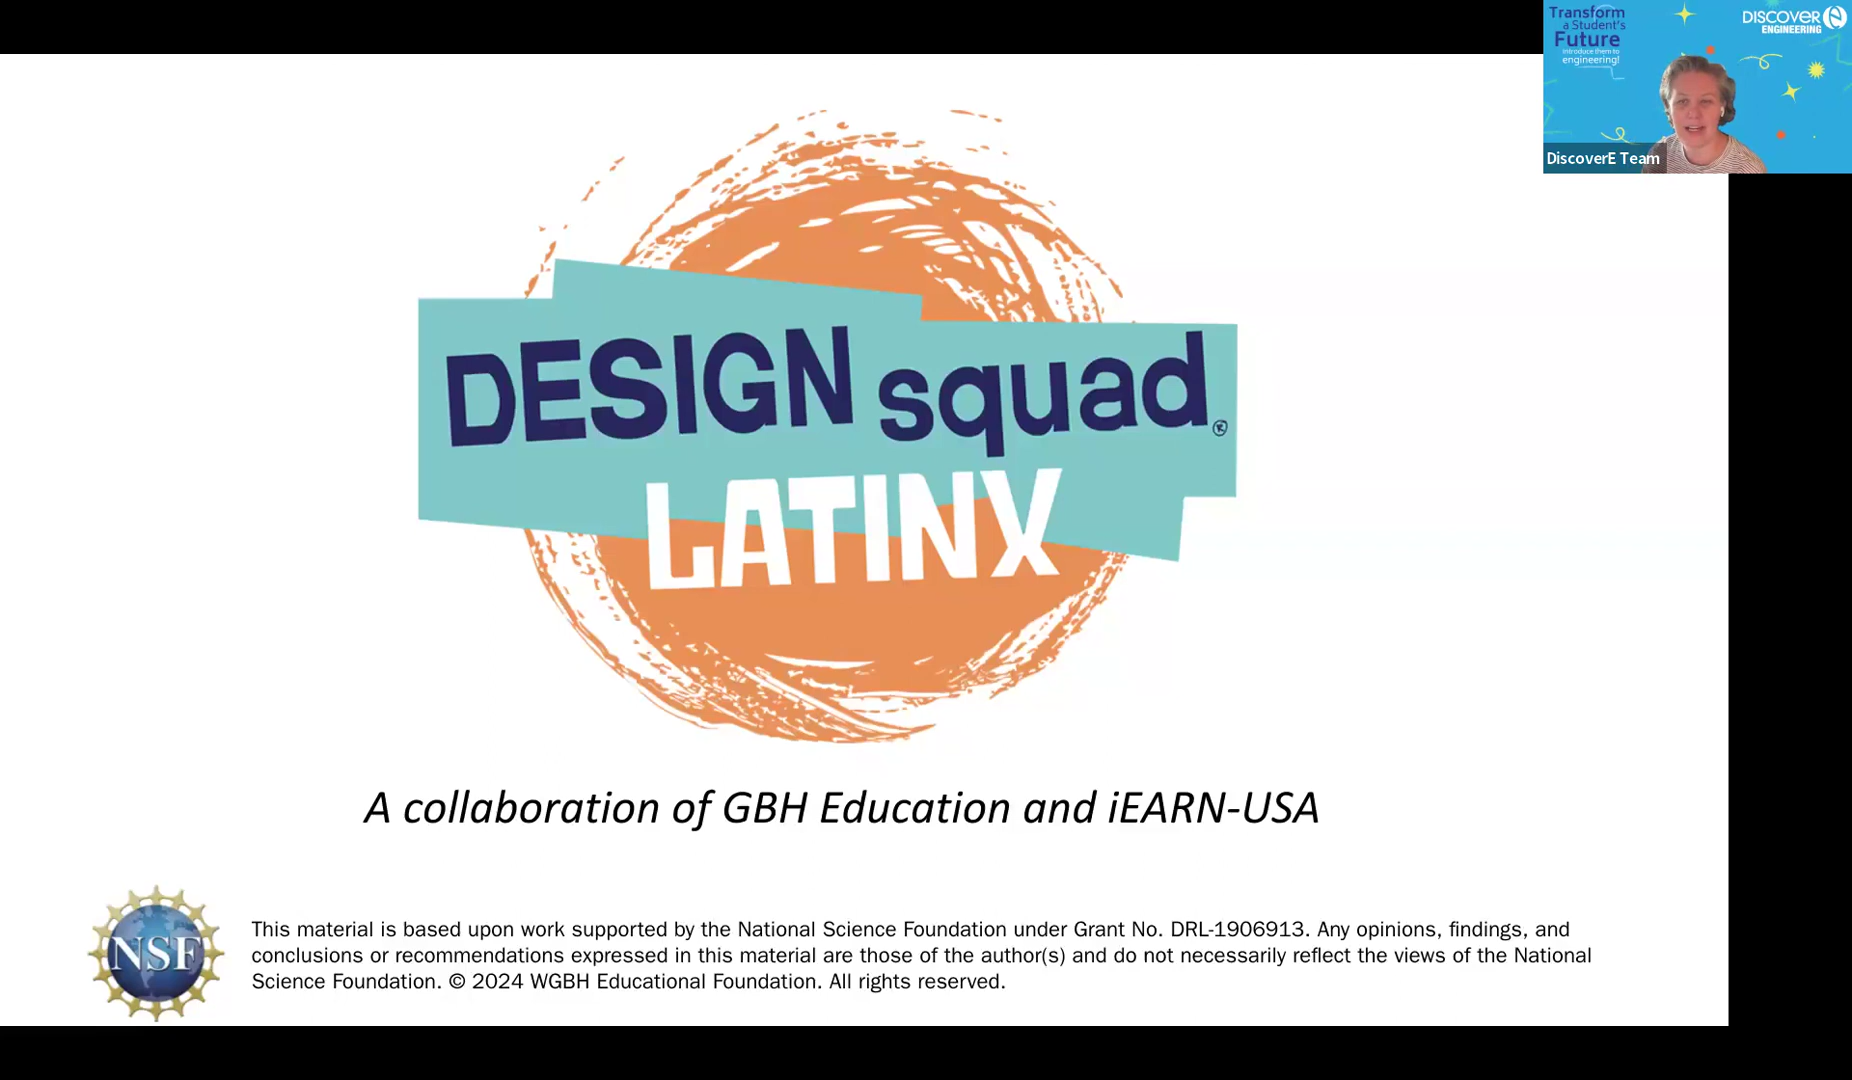 Transform
a Student's
Future
Introduce them to
engineering!
DISCOVER e
ENGINEERING
DiscoverE Team
DESIGN squad®
LATINX
A collaboration of GBH Education and iEARN-USA
NSF
This material is based upon work supported by the National Science Foundation under Grant No. DRL-1906913. Any opinions, findings, and
conclusions or recommendations expressed in this material are those of the author(s) and do not necessarily reflect the views of the National
Science Foundation. © 2024 WGBH Educational Foundation. All rights reserved.